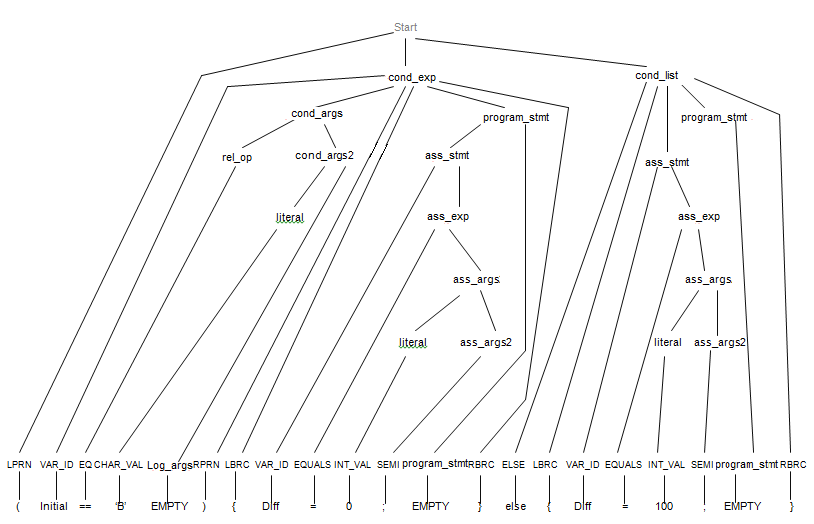 Start
cond_exp cond_list
cond_args program_stmt program_stmt
rel_op cond_args2 ass_stmt ass_stmt
literal ass_exp ass_exp
ass_args ass_args
literal ass_args2 literal ass_args2
LPRN VAR_ID EQ CHAR_VAL Log_args RPRN LBRC VAR_ID EQUALS INT_VAL SEMI program_stmt RBRC ELSE LBRC VAR_ID EQUALS INT_VAL SEMI program_stmt RBRC
( Initial == 'B' EMPTY ) { Diff = 0 ; EMPTY } else { Diff = 100 ; EMPTY }